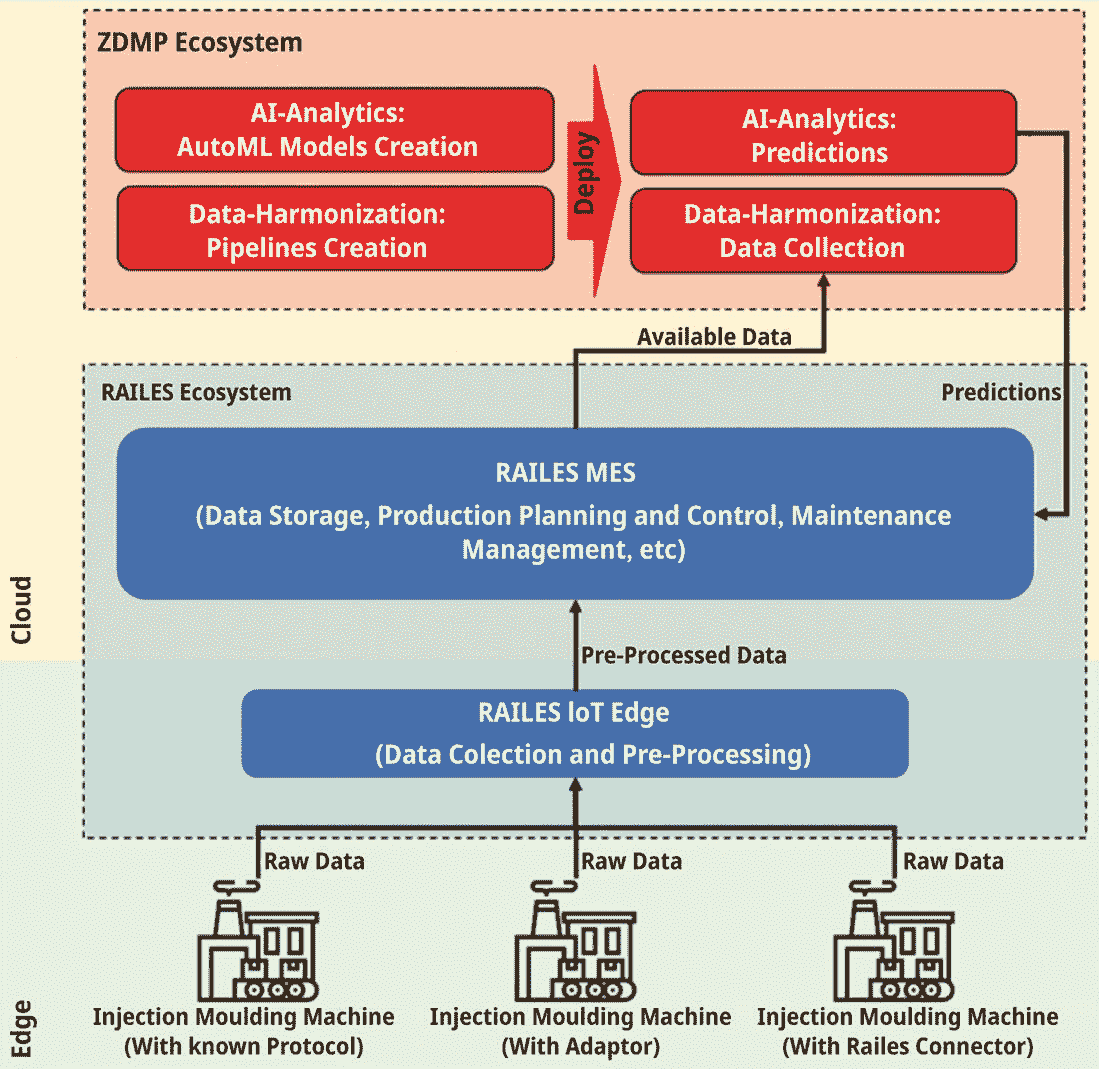 ZDMP Ecosystem
AI-Analytics:
AutoML Models Creation
Data-Harmonization:
Pipelines Creation
Deploy
AI-Analytics:
Predictions
Data-Harmonization:
Data Collection
Available Data
RAILES Ecosystem
Predictions
RAILES MES
(Data Storage, Production Planning and Control, Maintenance
Management, etc)
Cloud
Pre-Processed Data
RAILES loT Edge
(Data Colection and Pre-Processing)
Raw Data
Raw Data
Raw Data
Edge
Injection Moulding Machine
(With known Protocol)
Injection Moulding Machine
(With Adaptor)
Injection Moulding Machine
(With Railes Connector)